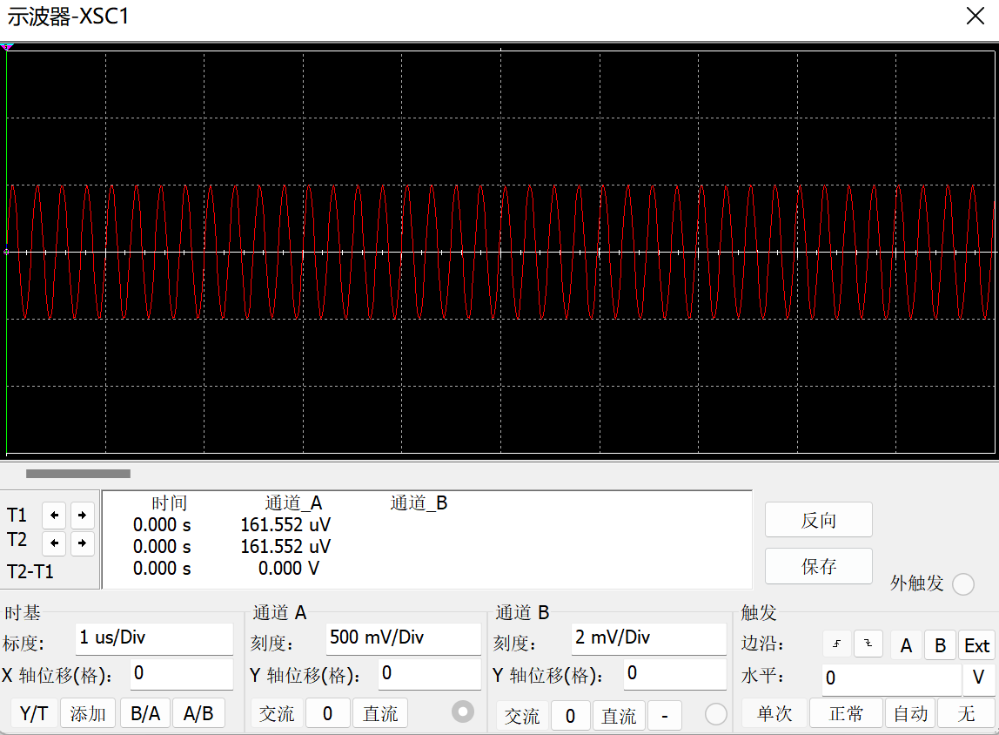 示波器-XSC1
时间 通道_A 通道_B
T1 0.000 s 161.552 uV
T2 0.000 s 161.552 uV
T2-T1 0.000 s 0.000 V
反向
保存
外触发
时基
标度: 1 us/Div
X 轴位移(格): 0
Y/T 添加 B/A A/B
通道 A
刻度: 500 mV/Div
Y 轴位移(格): 0
交流 0 直流
通道 B
刻度: 2 mV/Div
Y 轴位移(格): 0
交流 0 直流 -
触发
边沿: A B Ext
水平: 0 V
单次 正常 自动 无